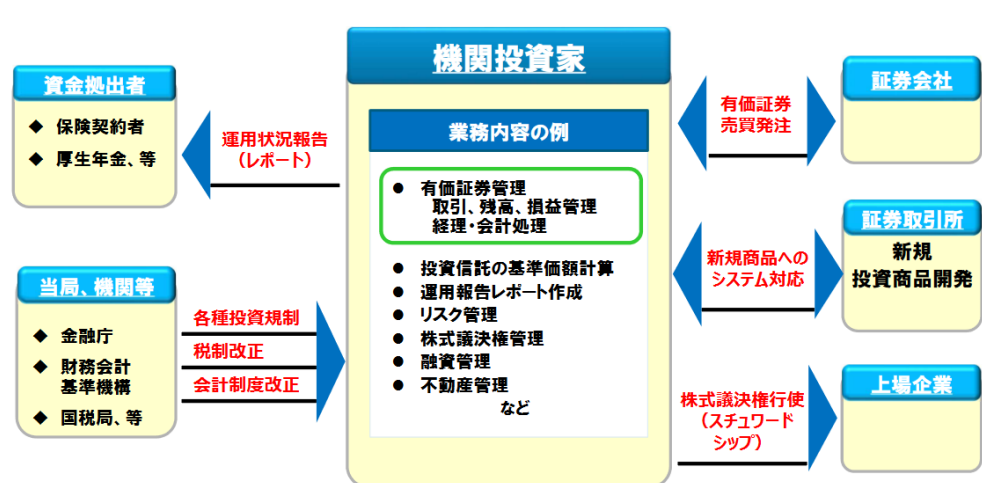 機関投資家
資金拠出者
◆ 保険契約者
◆ 厚生年金、等
運用状況報告
（レポート）
当局、機関等
◆ 金融庁
◆ 財務会計
基準機構
◆ 国税局、等
各種投資規制
税制改正
会計制度改正
業務内容の例
● 有価証券管理
取引、残高、損益管理
経理・会計処理
● 投資信託の基準価額計算
● 運用報告レポート作成
● リスク管理
● 株式議決権管理
● 融資管理
● 不動産管理
など
有価証券
売買発注
証券会社
新規商品への
システム対応
証券取引所
新規
投資商品開発
株式議決権行使
（スチュワード
シップ）
上場企業